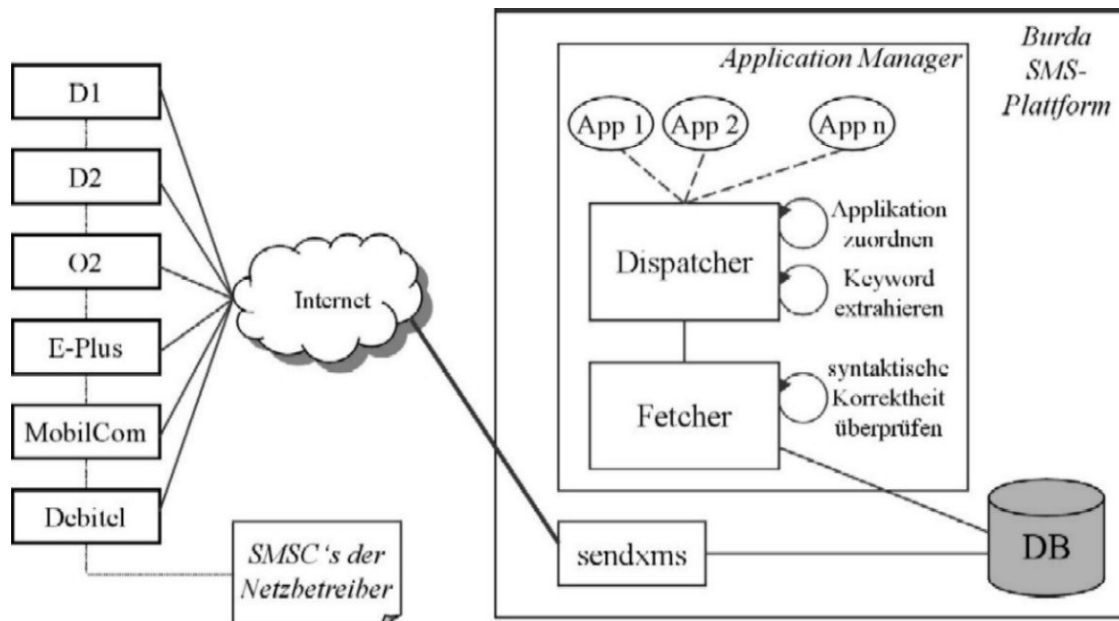 D1
D2
O2
E-Plus
MobilCom
Debitel
SMSC‘s der
Netzbetreiber
Internet
Burda
SMS-
Plattform
Application Manager
App 1
App 2
App n
Dispatcher
Applikation
zuordnen
Keyword
extrahieren
Fetcher
syntaktische
Korrektheit
überprüfen
sendxms
DB